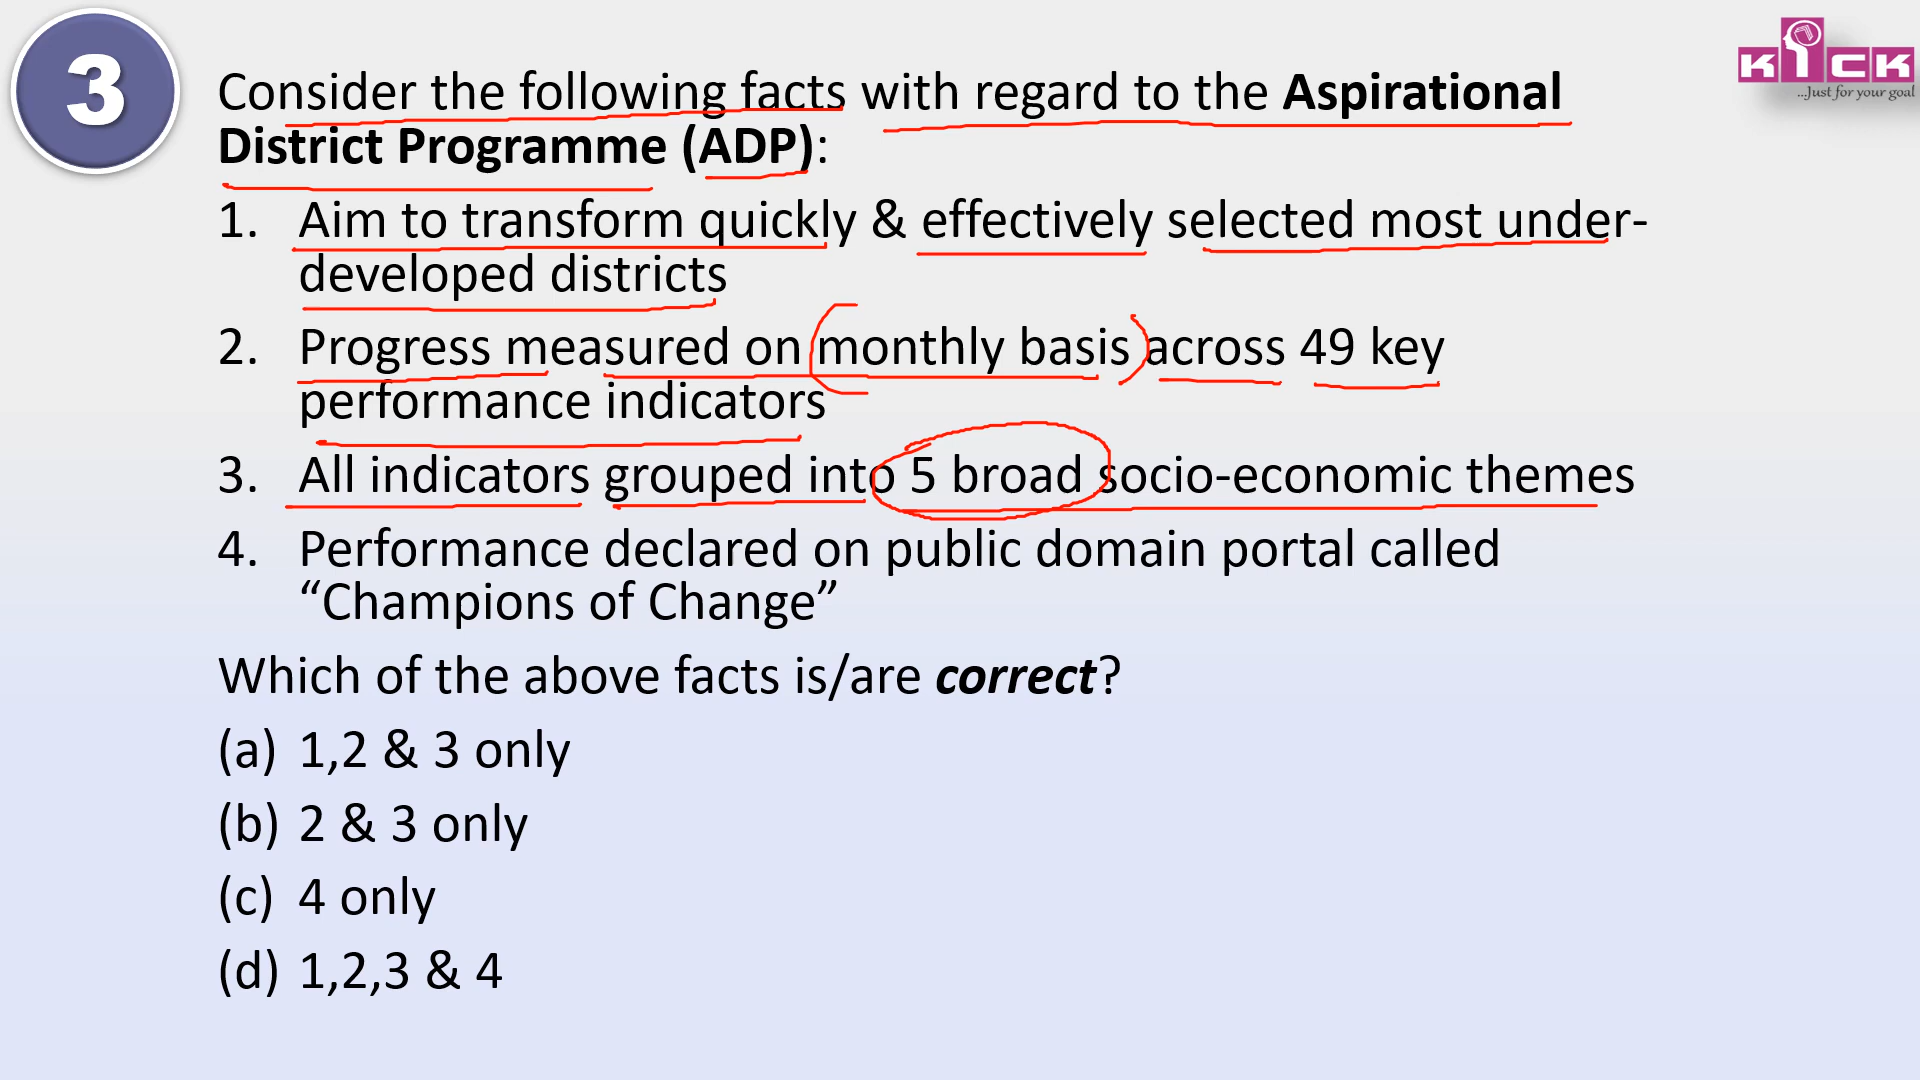 3
KICK
...Just for your goal
Consider the following facts with regard to the Aspirational
District Programme (ADP):
1. Aim to transform quickly & effectively selected most under-
developed districts
2. Progress measured on monthly basis across 49 key
performance indicators
3. All indicators grouped into 5 broad socio-economic themes
4. Performance declared on public domain portal called
“Champions of Change”
Which of the above facts is/are correct?
(a) 1,2 & 3 only
(b) 2 & 3 only
(c) 4 only
(d) 1,2,3 & 4